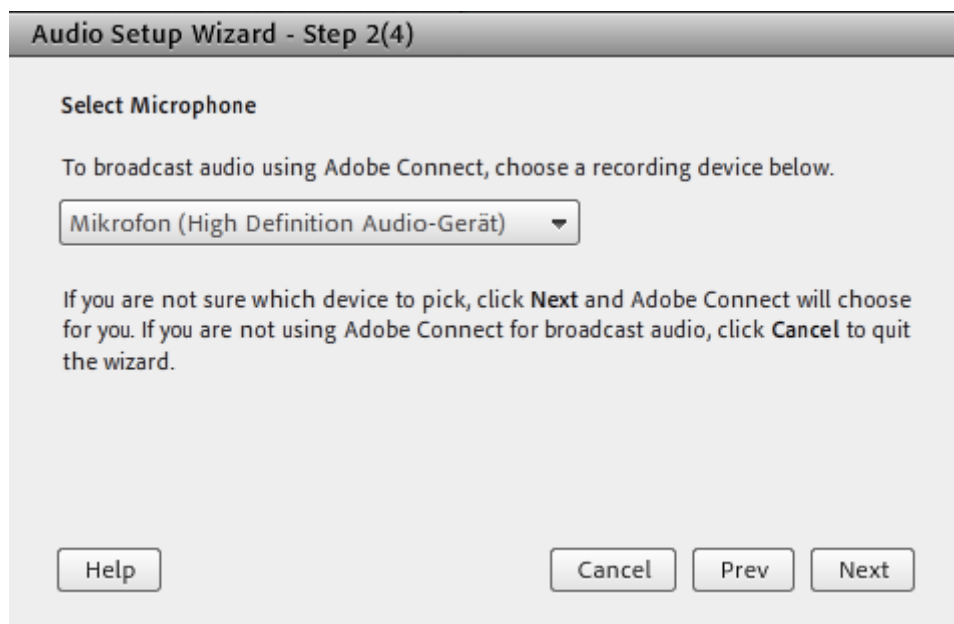 Audio Setup Wizard - Step 2(4)
Select Microphone
To broadcast audio using Adobe Connect, choose a recording device below.
Mikrofon (High Definition Audio-Gerät)
If you are not sure which device to pick, click Next and Adobe Connect will choose
for you. If you are not using Adobe Connect for broadcast audio, click Cancel to quit
the wizard.
Help Cancel Prev Next